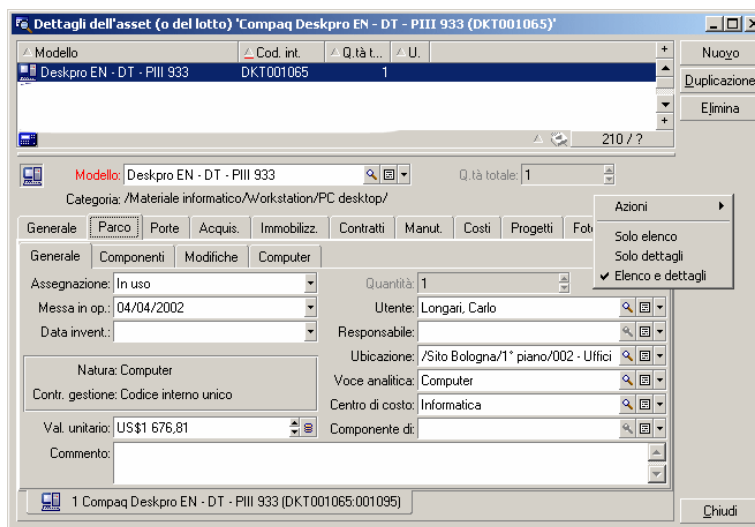 Dettagli dell'asset (o del lotto) 'Compaq Deskpro EN - DT - PIII 933 (DKT001065)'
Modello Cod. int. Q.tà t... U.
Deskpro EN - DT - PIII 933 DKT001065 1
210 / ?
Nuovo
Duplicazione
Elimina
Modello: Deskpro EN - DT - PIII 933 Q.tà totale: 1
Categoria: /Materiale informatico/Workstation/PC desktop/
Azioni
Solo elenco
Solo dettagli
Elenco e dettagli
Generale Parco Porte Acquis. Immobilizz. Contratti Manut. Costi Progetti Fot
Generale Componenti Modifiche Computer
Assegnazione: In uso Quantità: 1
Messa in op.: 04/04/2002 Utente: Longari, Carlo
Data invent.: Responsabile:
Ubicazione: /Sito Bologna/1° piano/002 - Uffici
Natura: Computer Voce analitica: Computer
Contr. gestione: Codice interno unico Centro di costo: Informatica
Val. unitario: US$1 676,81 Componente di:
Commento:
1 Compaq Deskpro EN - DT - PIII 933 (DKT001065:001095)
Chiudi